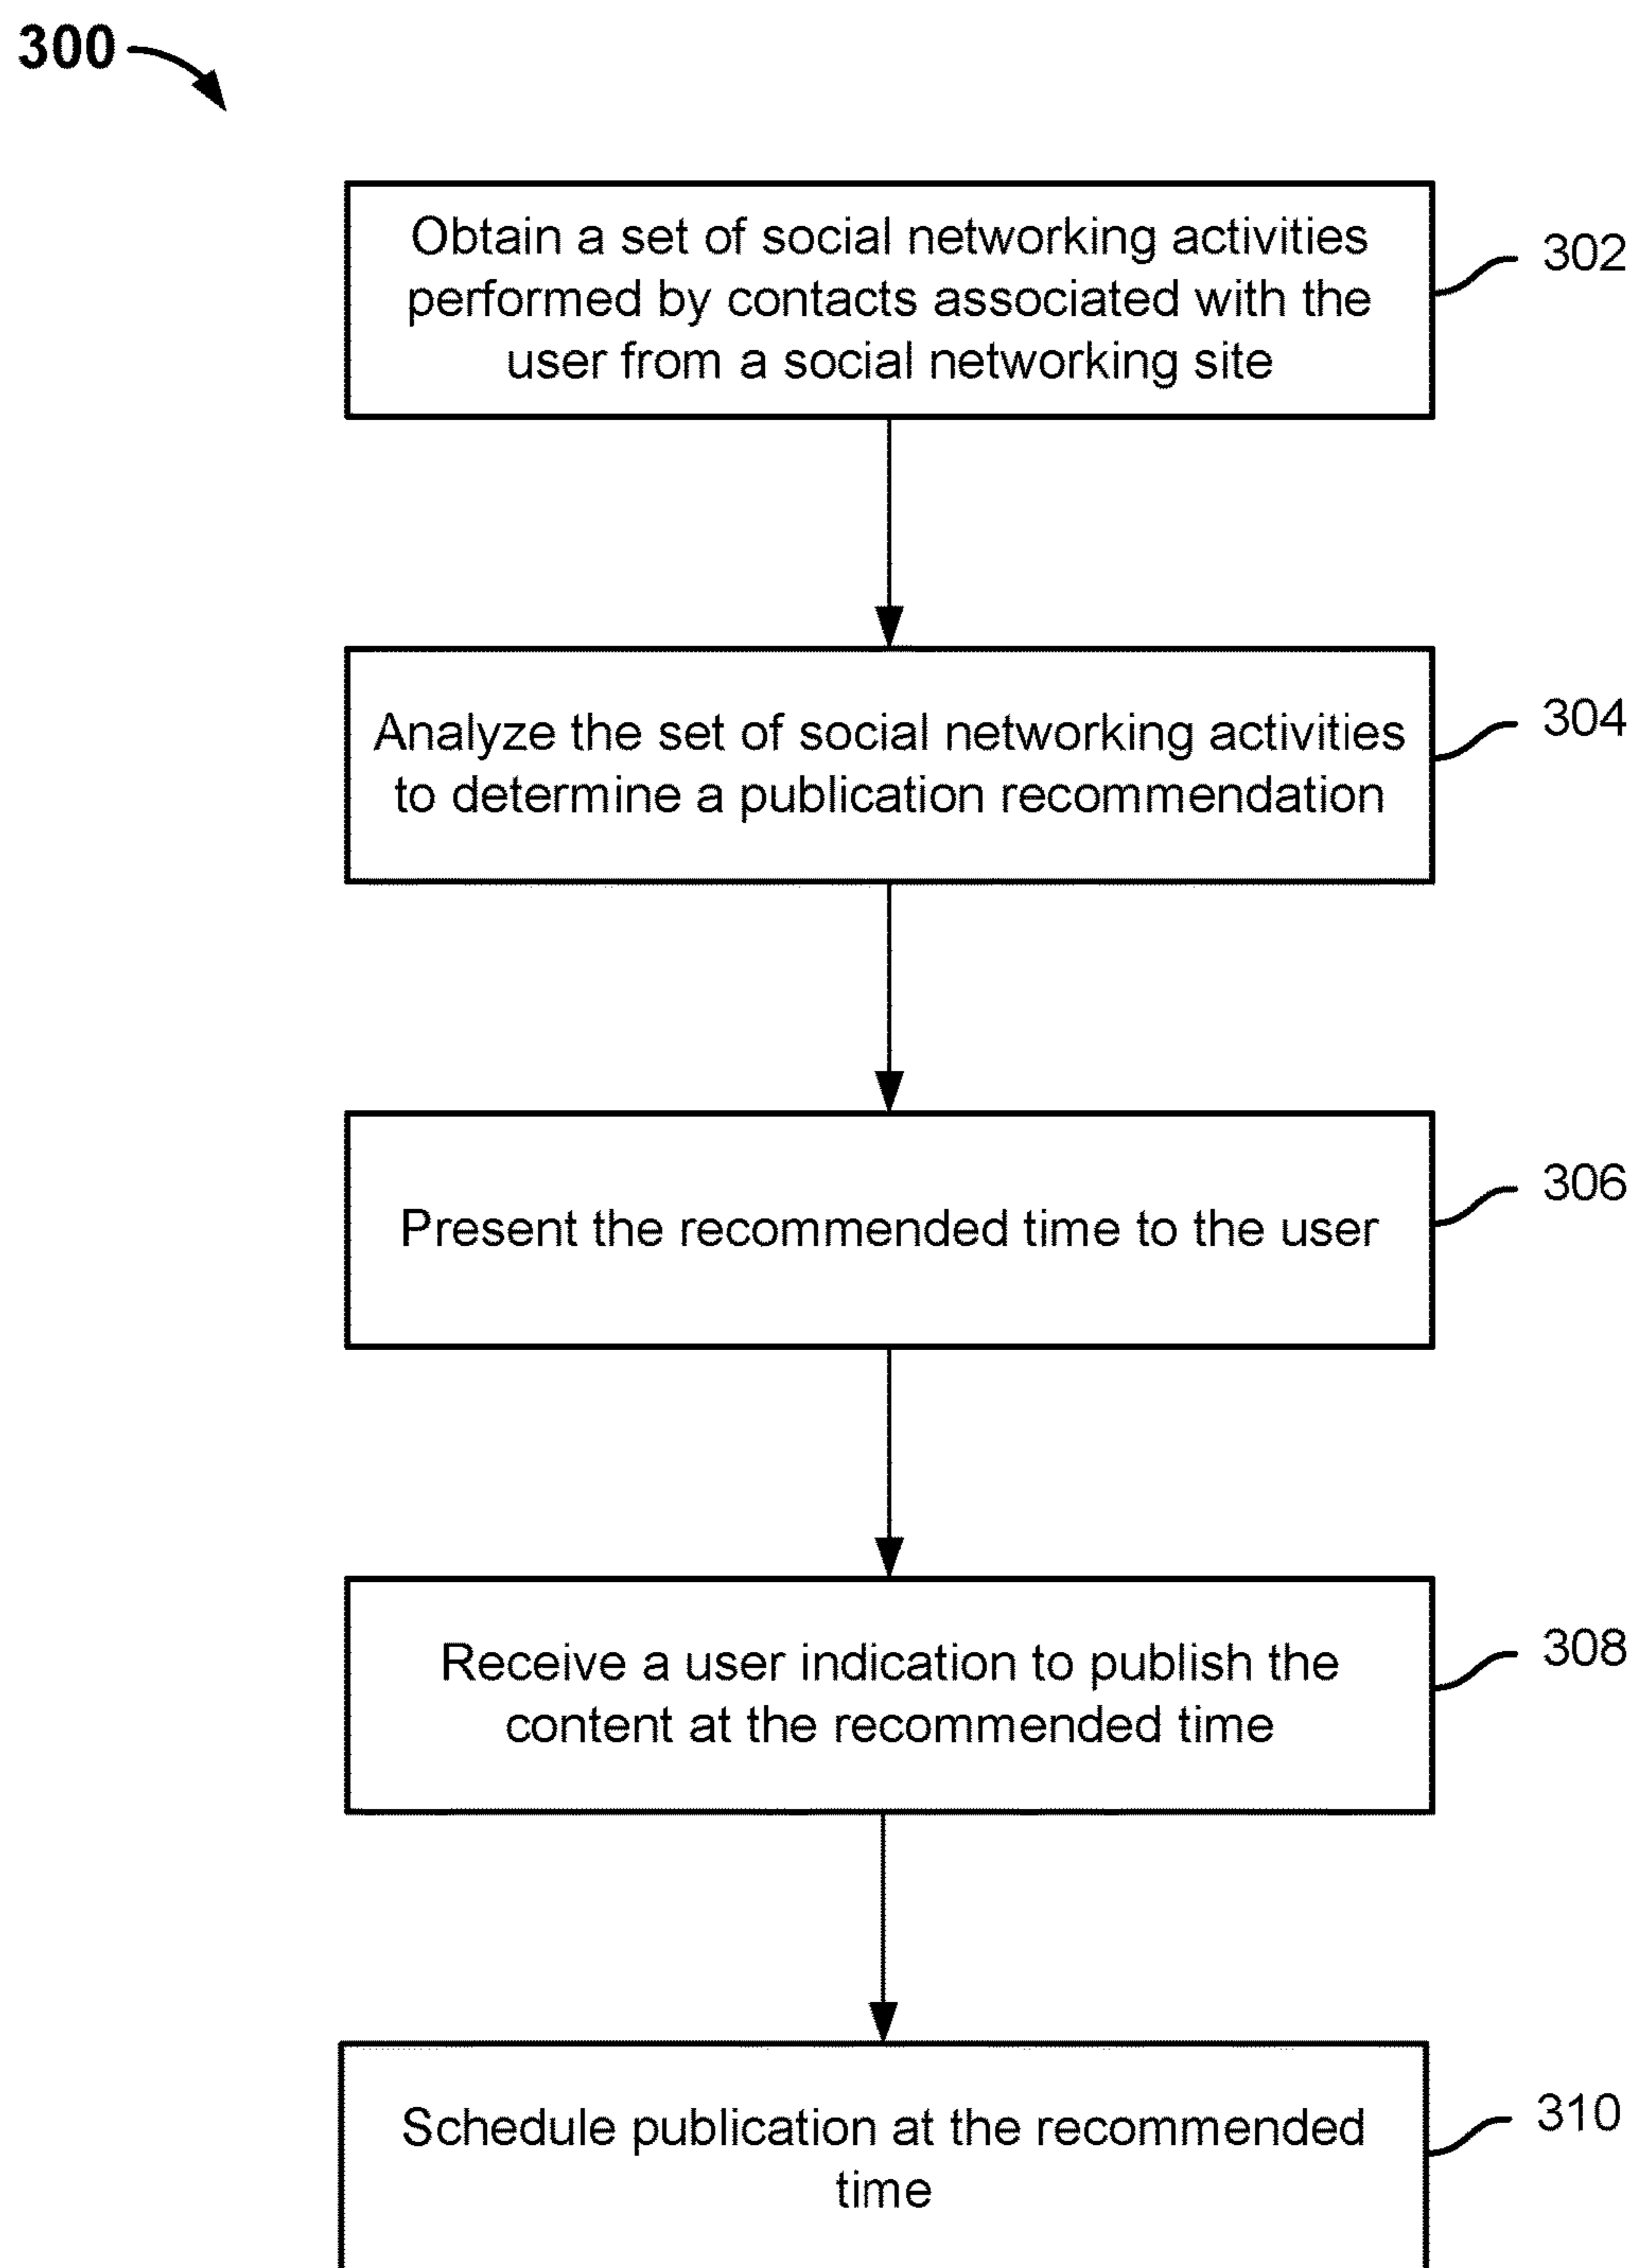 300
Obtain a set of social networking activities
performed by contacts associated with the
user from a social networking site
302
Analyze the set of social networking activities
to determine a publication recommendation
304
Present the recommended time to the user
306
Receive a user indication to publish the
content at the recommended time
308
Schedule publication at the recommended
time
310